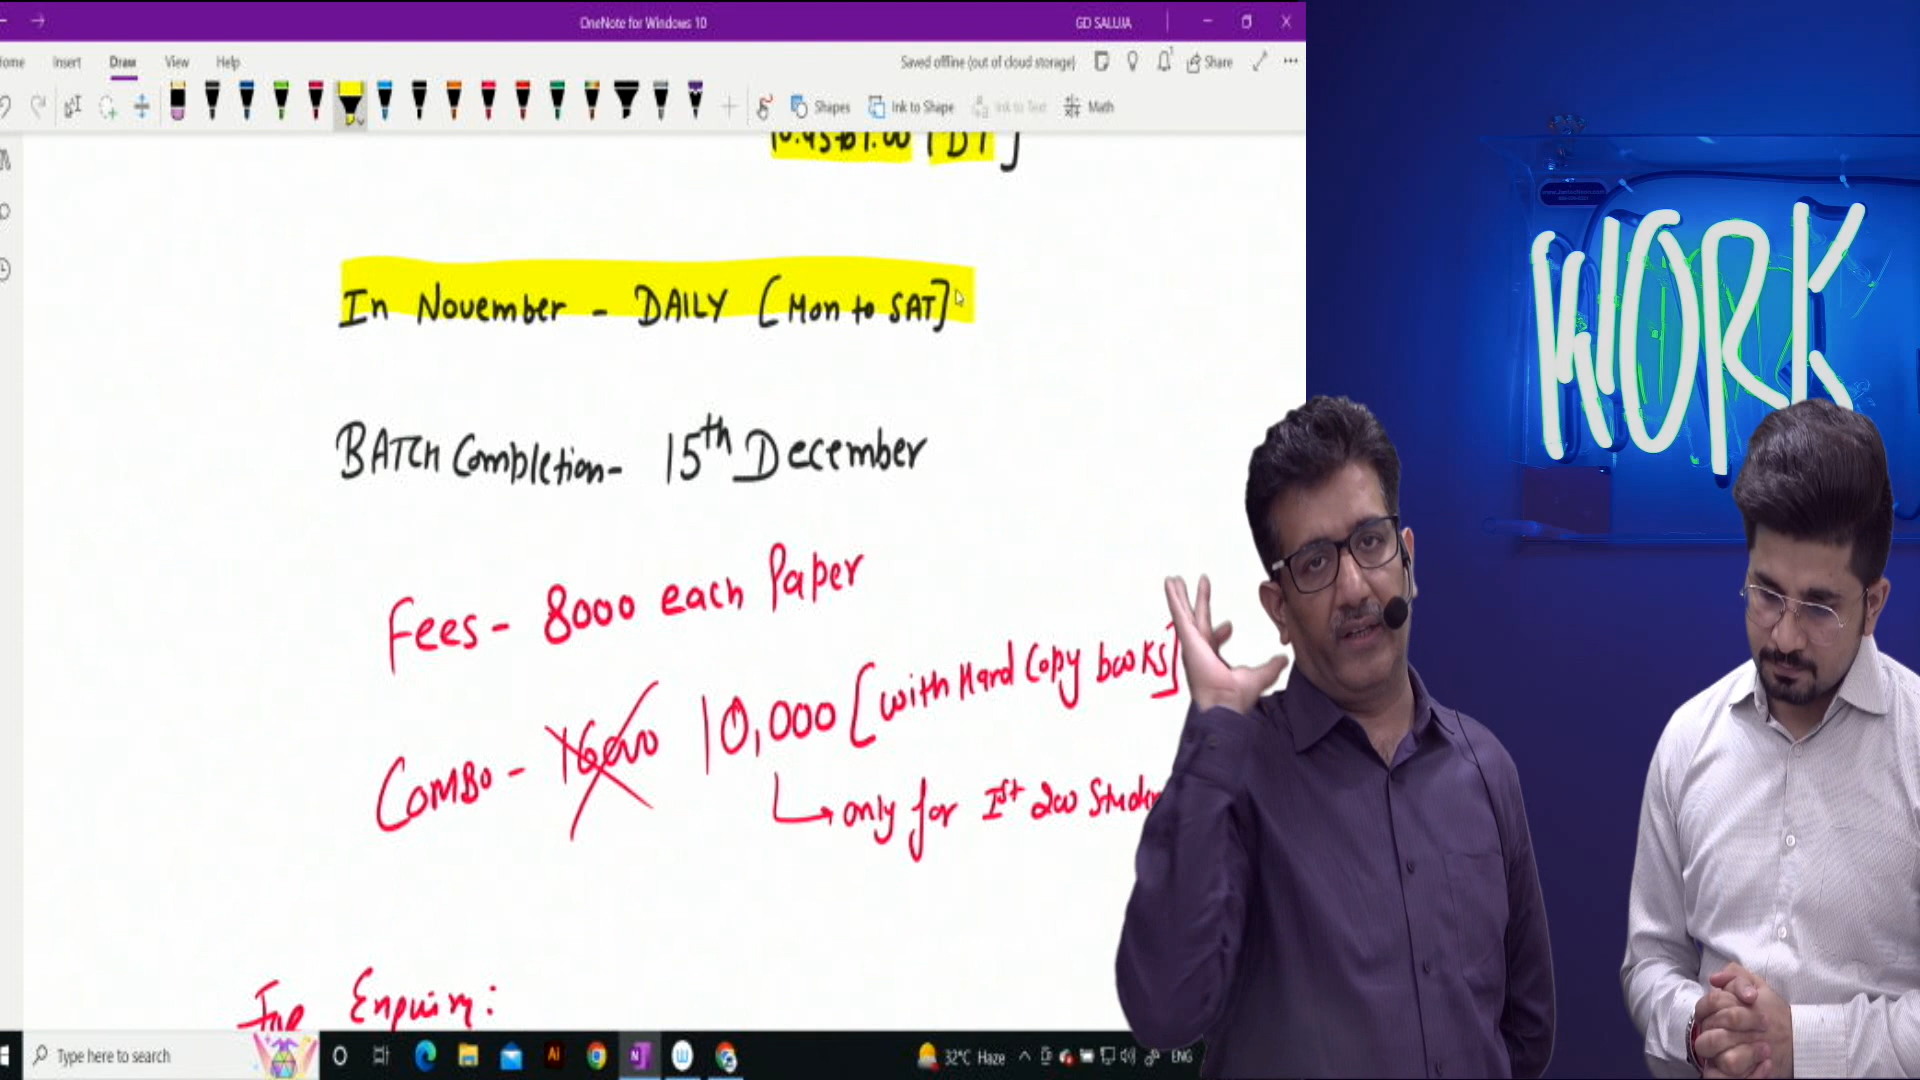 OneNote for Windows 10
GD SALUJA
Insert
Draw
View
Help
Saved offline (out of cloud storage)
Share
Shapes
Ink to Shape
Ink to Text
Math
In November - DAILY [Mon to SAT]
BATCH Completion- 15th December
Fees - 8000 each Paper
COMBO - 16000 10,000 [with Hard Copy books]
only for Ist 200
Enquiry:
WORK
Type here to search
32°C Haze
ENG